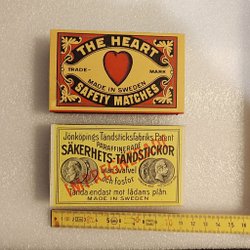 THE HEART
TRADE MARK
MADE IN SWEDEN
SAFETY MATCHES
Jönköpings Tändsticksfabriks Patent
PARAFFINERADE
SÄKERHETS-TÄNDSTICKOR
utan svafvel
och fosfor
Tända endast mot lådans plån
MADE IN SWEDEN